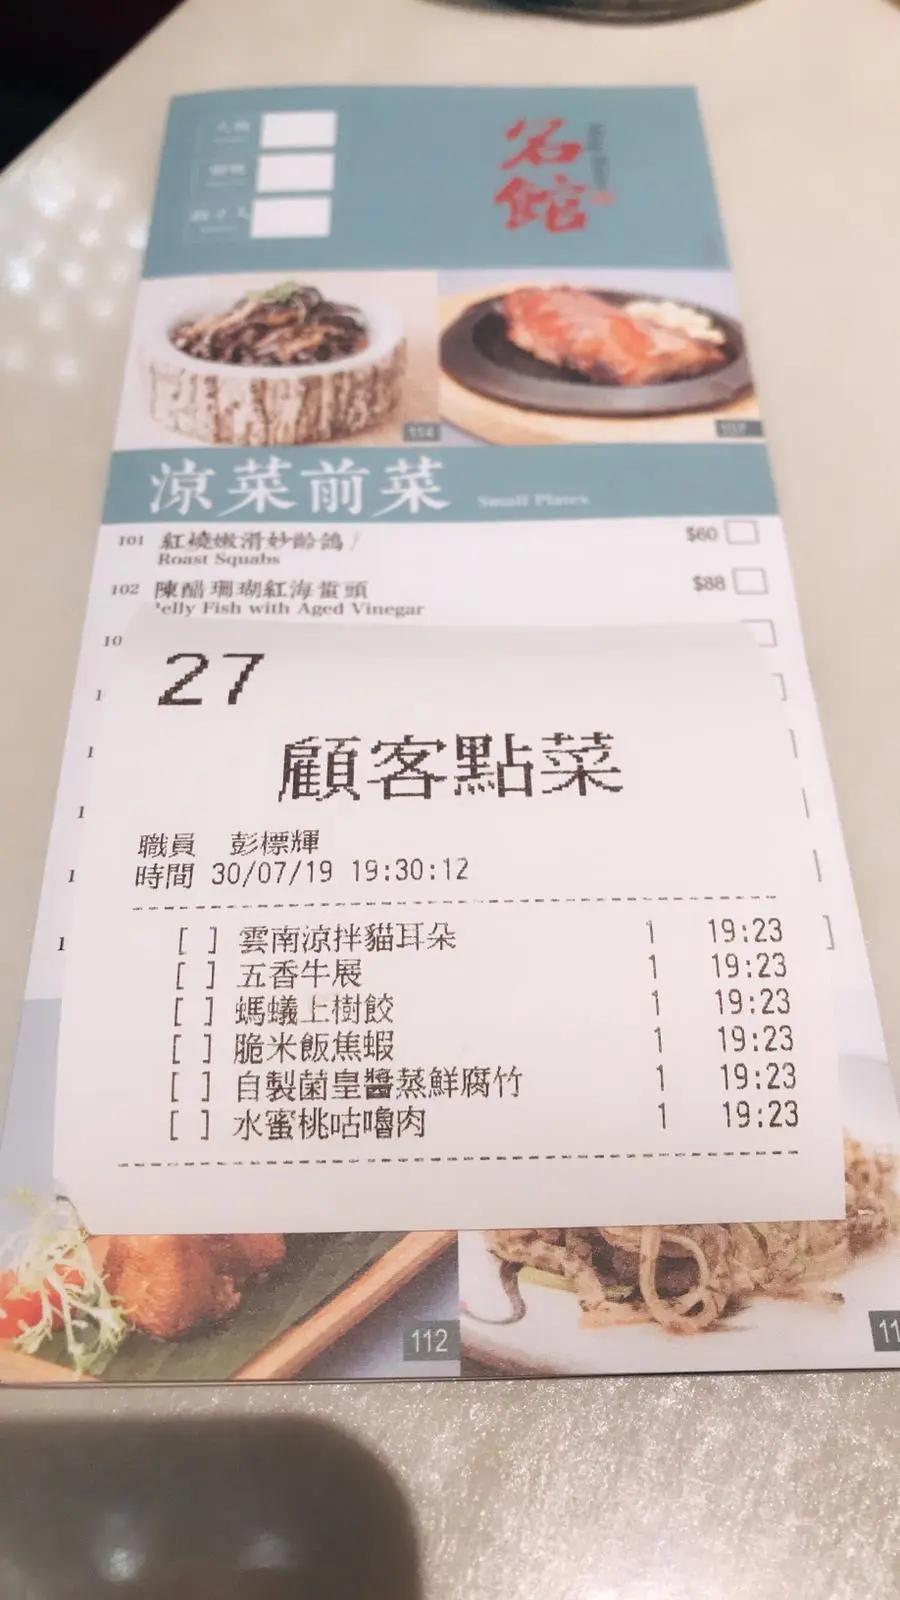 名
館
114
涼菜前菜 Small Plates
101 紅燒嫩滑妙齡鴿 $60
Roast Squabs
102 陳醋珊瑚紅海蜇頭 $88
elly Fish with Aged Vinegar
10
27
顧客點菜
職員 彭標輝
時間 30/07/19 19:30:12
[ ] 雲南涼拌貓耳朵 1 19:23
[ ] 五香牛展 1 19:23
[ ] 螞蟻上樹餃 1 19:23
[ ] 脆米飯焦蝦 1 19:23
[ ] 自製菌皇醬蒸鮮腐竹 1 19:23
[ ] 水蜜桃咕嚕肉 1 19:23
112
11